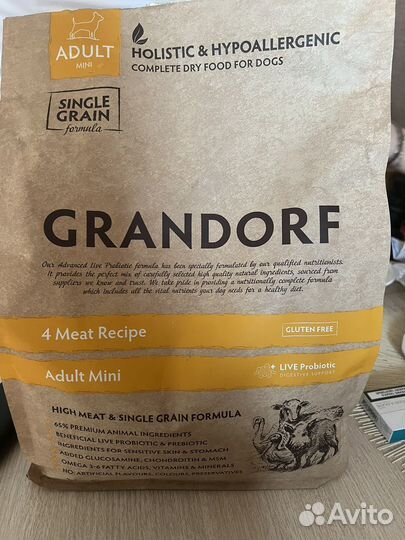 ADULT
MINI
HOLISTIC & HYPOALLERGENIC
COMPLETE DRY FOOD FOR DOGS
SINGLE
GRAIN
formula
GRANDORF
Our Advanced Live Probiotic formula has been specially formulated by our qualified nutritionists.
It provides the perfect mix of carefully selected high quality natural ingredients, sourced from
suppliers we know and trust. We take pride in providing a nutritionally complete formula
which includes all the vital nutrients your dog needs for a healthy diet.
4 Meat Recipe
GLUTEN FREE
Adult Mini
LIVE Probiotic
DIGESTIVE SUPPORT
HIGH MEAT & SINGLE GRAIN FORMULA
65% PREMIUM ANIMAL INGREDIENTS
BENEFICIAL LIVE PROBIOTIC & PREBIOTIC
INGREDIENTS FOR SENSITIVE SKIN & STOMACH
ADDED GLUCOSAMINE, CHONDROITIN & MSM
OMEGA 3-6 FATTY ACIDS, VITAMINS & MINERALS
NO: ARTIFICIAL FLAVOURS, COLOURS, PRESERVATIVES
Avito